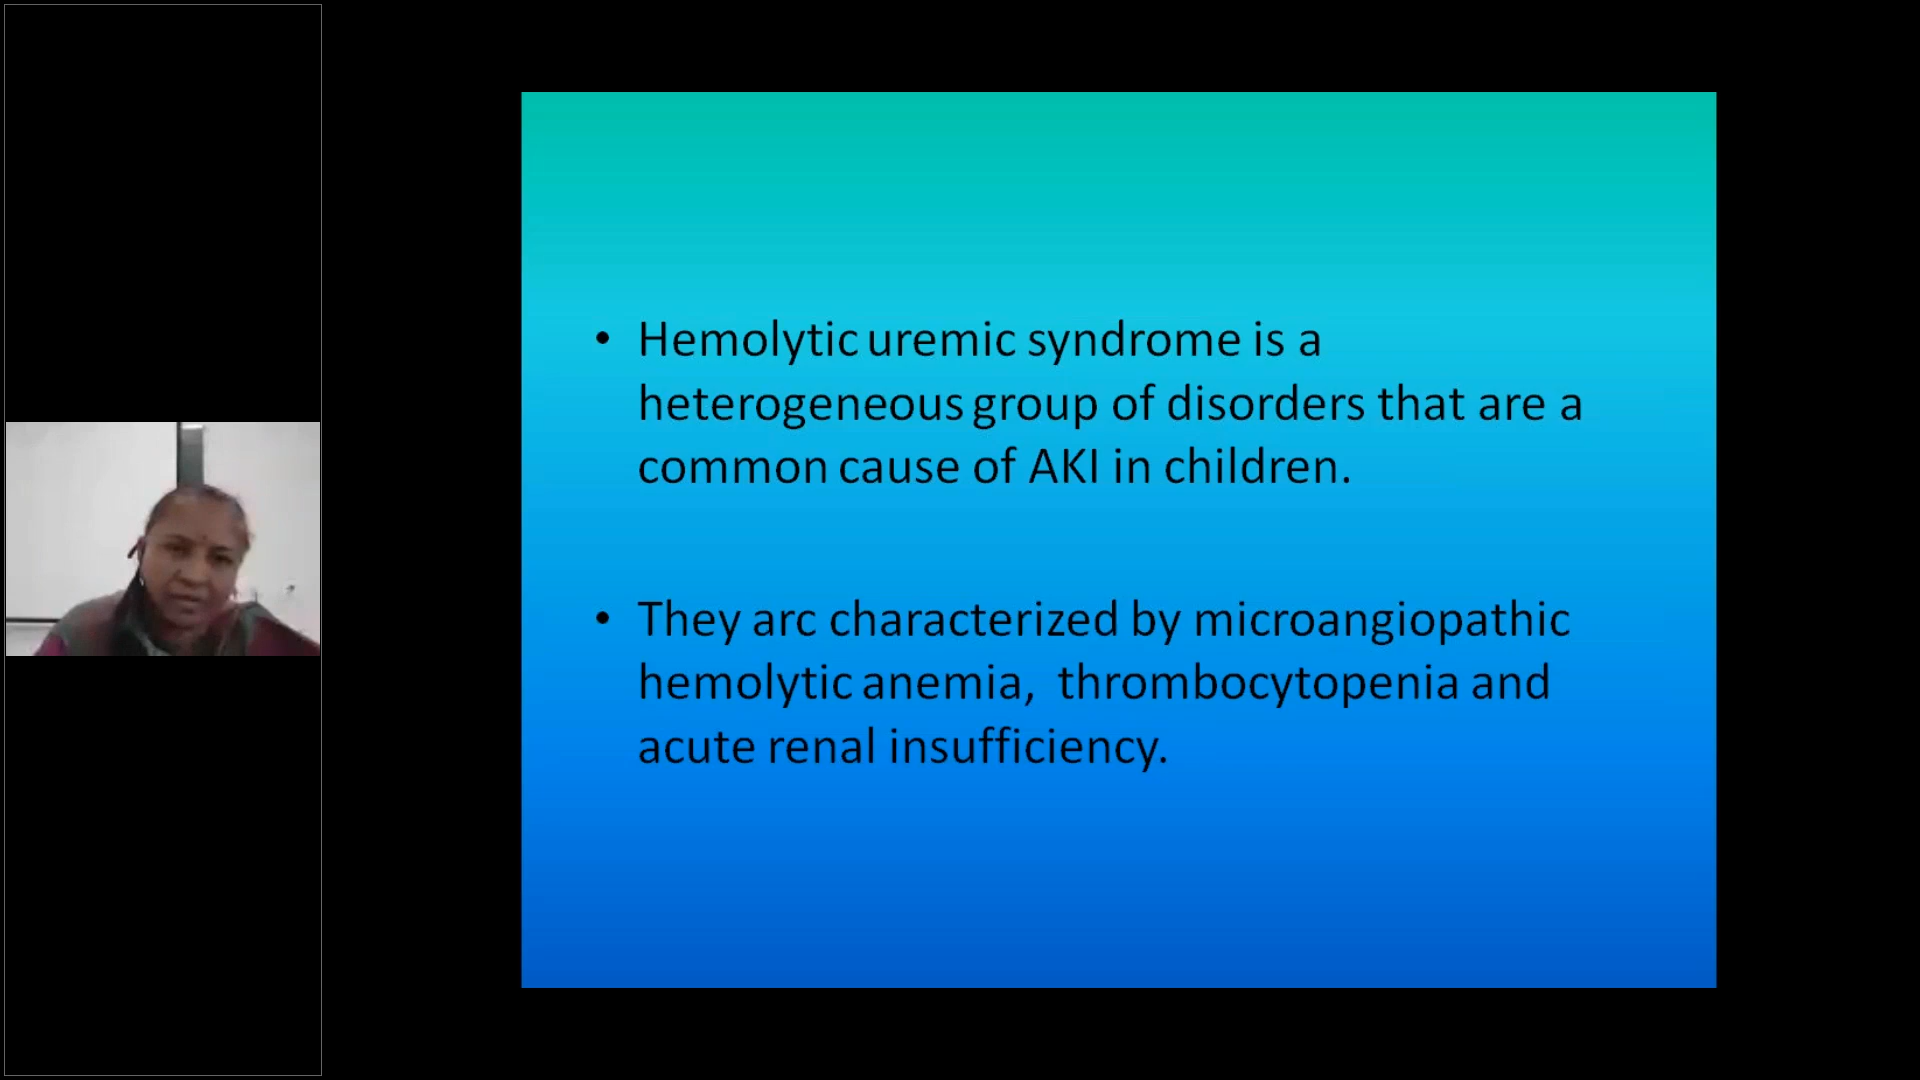 • Hemolytic uremic syndrome is a
heterogeneous group of disorders that are a
common cause of AKI in children.
• They arc characterized by microangiopathic
hemolytic anemia, thrombocytopenia and
acute renal insufficiency.